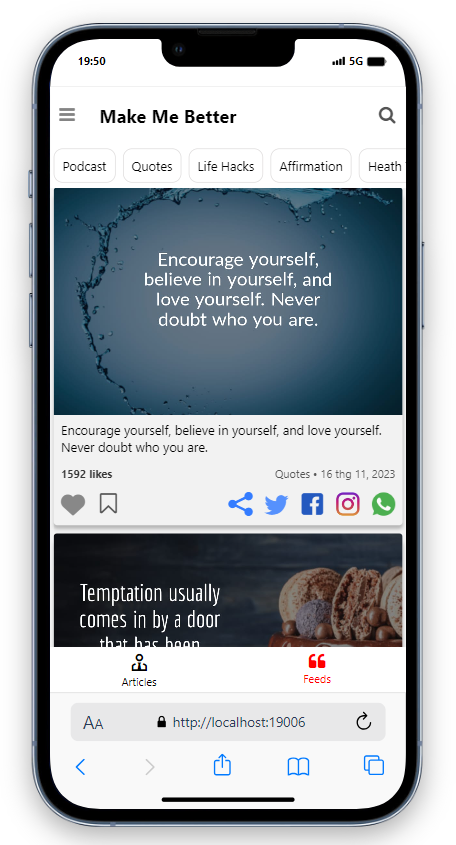 19:50
5G
Make Me Better
Podcast
Quotes
Life Hacks
Affirmation
Heath
Encourage yourself,
believe in yourself, and
love yourself. Never
doubt who you are.
Encourage yourself, believe in yourself, and love yourself.
Never doubt who you are.
1592 likes
Quotes • 16 thg 11, 2023
Temptation usually
comes in by a door
that has been
Articles
Feeds
AA
http://localhost:19006